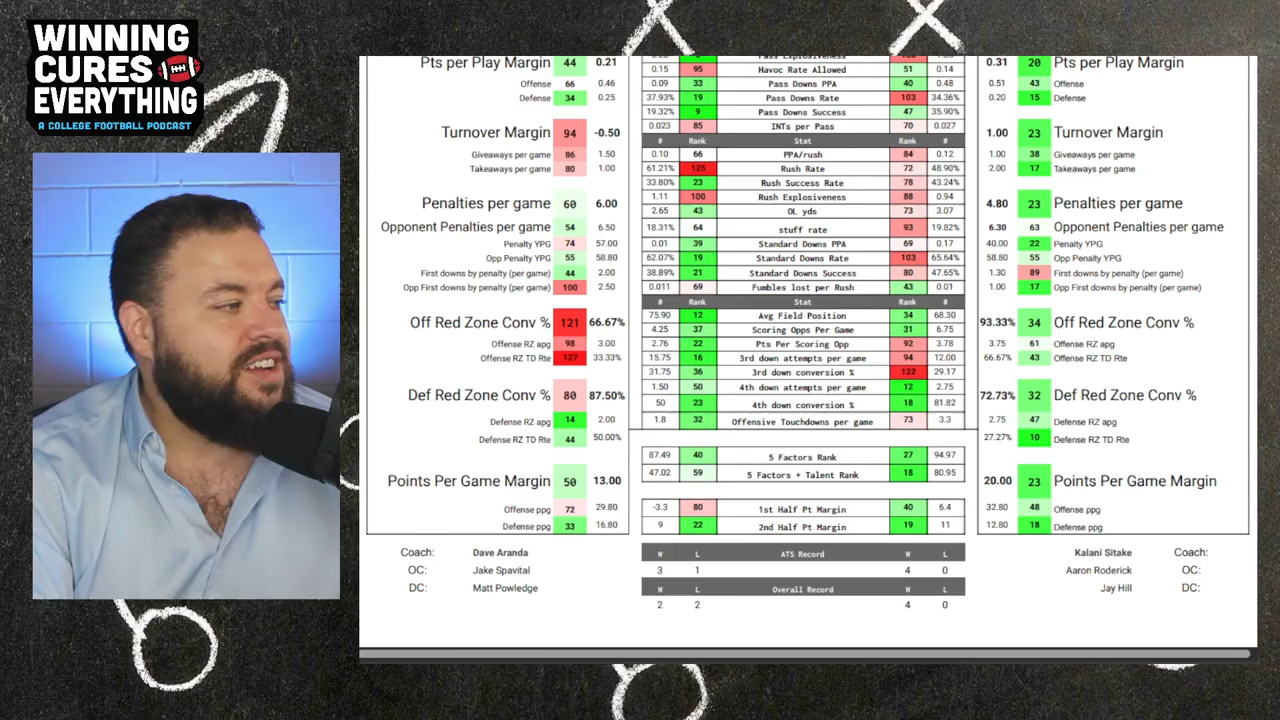 WINNING
CURES
EVERYTHING
A COLLEGE FOOTBALL PODCAST
Pts per Play Margin 44 0.21
Offense 66 0.46
Defense 34 0.25
Turnover Margin 94 -0.50
Giveaways per game 86 1.50
Takeaways per game 80 1.00
Penalties per game 60 6.00
Opponent Penalties per game 54 6.50
Penalty YPG 74 57.00
Opp Penalty YPG 55 58.80
First downs by penalty (per game) 44 2.00
Opp First downs by penalty (per game) 100 2.50
Off Red Zone Conv % 121 66.67%
Offense RZ apg 98 3.00
Offense RZ TD Rte 127 33.33%
Def Red Zone Conv % 80 87.50%
Defense RZ apg 14 2.00
Defense RZ TD Rte 44 50.00%
Points Per Game Margin 50 13.00
Offense ppg 72 29.80
Defense ppg 33 16.80
Coach: Dave Aranda
OC: Jake Spavital
DC: Matt Powledge
Pass Explosiveness
0.15 95 Havoc Rate Allowed 51 0.14
0.09 33 Pass Downs PPA 40 0.48
37.93% 19 Pass Downs Rate 103 34.36%
19.32% 9 Pass Downs Success 47 35.90%
0.023 85 INTs per Pass 70 0.027
# Rank Stat Rank #
0.10 66 PPA/rush 84 0.12
61.21% 125 Rush Rate 72 48.90%
33.80% 23 Rush Success Rate 78 43.24%
1.11 100 Rush Explosiveness 88 0.94
2.65 43 OL yds 73 3.07
18.31% 64 stuff rate 93 19.82%
0.01 39 Standard Downs PPA 69 0.17
62.07% 19 Standard Downs Rate 103 65.64%
38.89% 21 Standard Downs Success 80 47.65%
0.011 69 Fumbles lost per Rush 43 0.01
# Rank Stat Rank #
75.90 12 Avg Field Position 34 68.30
4.25 37 Scoring Opps Per Game 31 6.75
2.76 22 Pts Per Scoring Opp 92 3.78
15.75 16 3rd down attempts per game 94 12.00
31.75 36 3rd down conversion % 122 29.17
1.50 50 4th down attempts per game 12 2.75
50 23 4th down conversion % 18 81.82
1.8 32 Offensive Touchdowns per game 73 3.3
87.49 40 5 Factors Rank 27 94.97
47.02 59 5 Factors + Talent Rank 18 80.95
-3.3 80 1st Half Pt Margin 40 6.4
9 22 2nd Half Pt Margin 19 11
W L ATS Record W L
3 1 4 0
W L Overall Record W L
2 2 4 0
0.31 20 Pts per Play Margin
0.51 43 Offense
0.20 15 Defense
1.00 23 Turnover Margin
1.00 38 Giveaways per game
2.00 17 Takeaways per game
4.80 23 Penalties per game
6.30 63 Opponent Penalties per game
40.00 22 Penalty YPG
58.80 55 Opp Penalty YPG
1.30 89 First downs by penalty (per game)
1.00 17 Opp First downs by penalty (per game)
93.33% 34 Off Red Zone Conv %
3.75 61 Offense RZ apg
66.67% 43 Offense RZ TD Rte
72.73% 32 Def Red Zone Conv %
2.75 47 Defense RZ apg
27.27% 10 Defense RZ TD Rte
20.00 23 Points Per Game Margin
32.80 48 Offense ppg
12.80 18 Defense ppg
Kalani Sitake Coach:
Aaron Roderick OC:
Jay Hill DC: